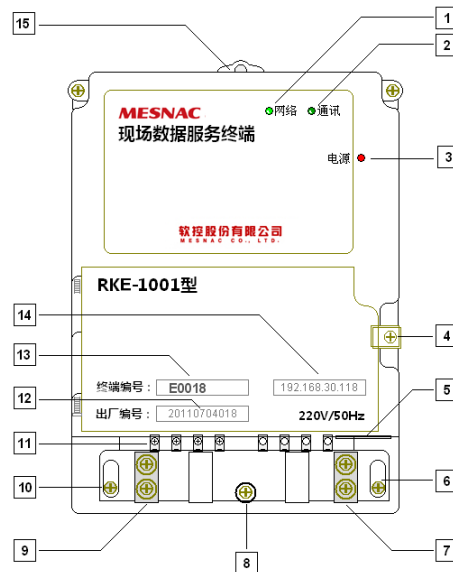 15
1
2
网络 通讯
MESNAC
现场数据服务终端
电源
3
软控股份有限公司
MESNAC CO., LTD.
RKE-1001型
14
4
13
终端编号： E0018 192.168.30.118
5
12
出厂编号： 20110704018 220V/50Hz
11
10
6
9
8
7